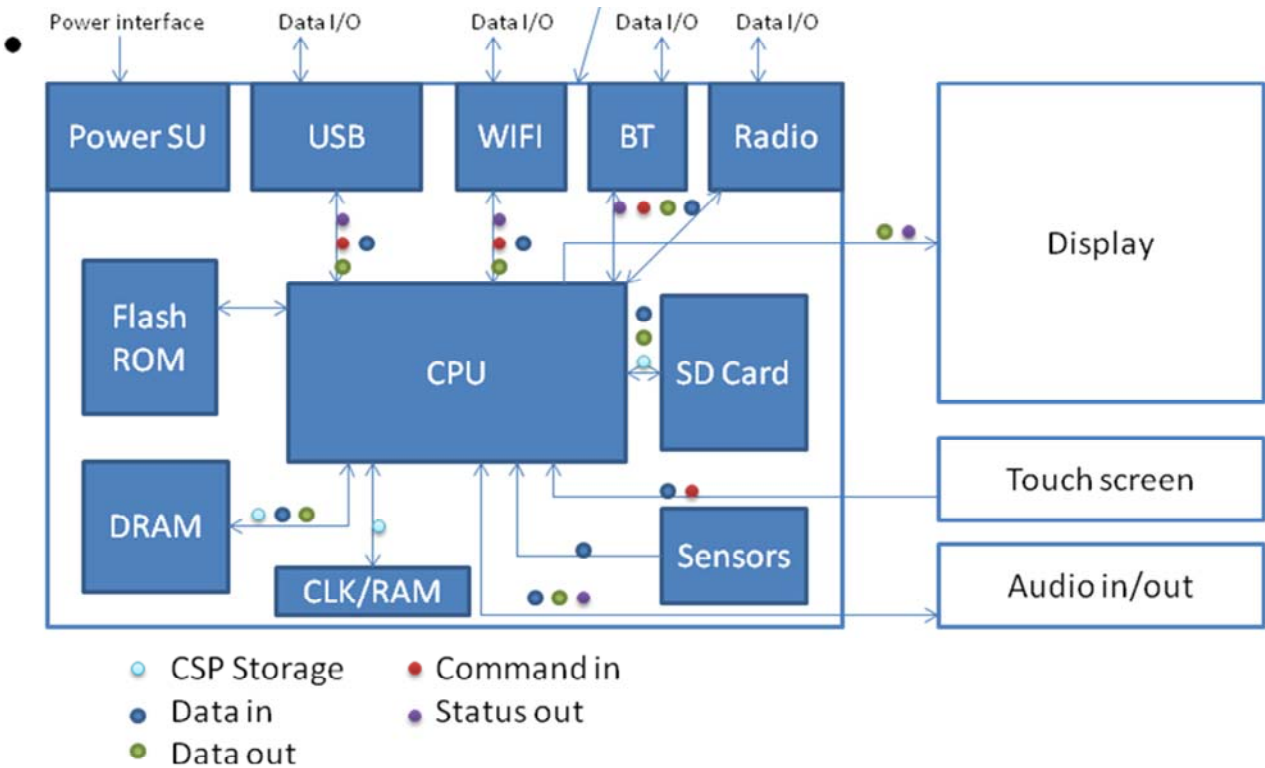 Power interface
Data I/O
Data I/O
Data I/O
Data I/O
Power SU
USB
WIFI
BT
Radio
Display
Flash
ROM
CPU
SD Card
Touch screen
DRAM
Sensors
CLK/RAM
Audio in/out
CSP Storage
Command in
Data in
Status out
Data out